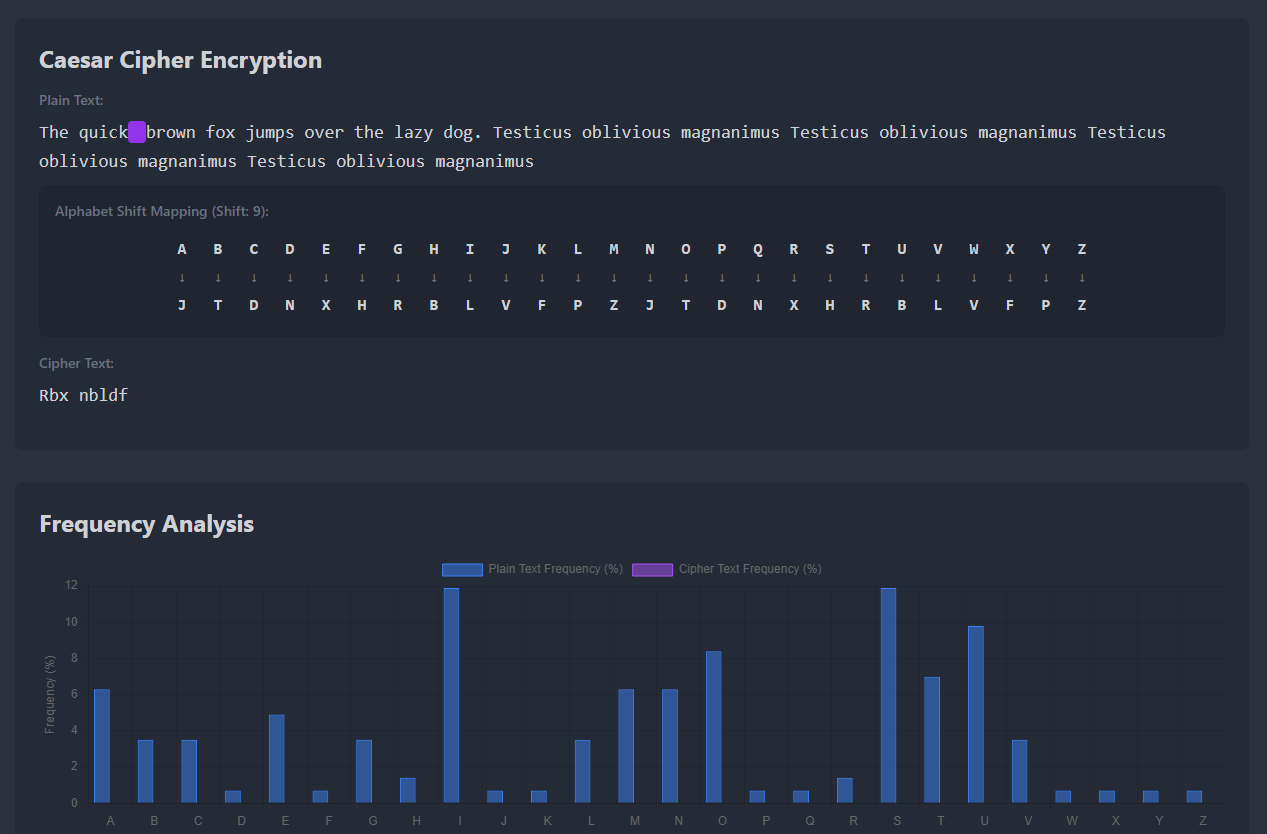 Caesar Cipher Encryption
Plain Text:
The quick brown fox jumps over the lazy dog. Testicus oblivious magnanimus Testicus oblivious magnanimus Testicus
oblivious magnanimus Testicus oblivious magnanimus
Alphabet Shift Mapping (Shift: 9):
A B C D E F G H I J K L M N O P Q R S T U V W X Y Z
↓ ↓ ↓ ↓ ↓ ↓ ↓ ↓ ↓ ↓ ↓ ↓ ↓ ↓ ↓ ↓ ↓ ↓ ↓ ↓ ↓ ↓ ↓ ↓ ↓ ↓
J T D N X H R B L V F P Z J T D N X H R B L V F P Z
Cipher Text:
Rbx nbldf
Frequency Analysis
Plain Text Frequency (%) Cipher Text Frequency (%)
12
10
8
6
4
2
0
Frequency (%)
A B C D E F G H I J K L M N O P Q R S T U V W X Y Z